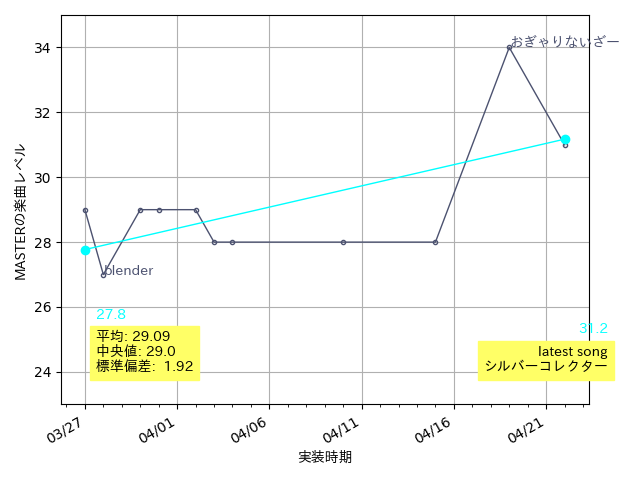 34
32
30
28
26
24
MASTERの楽曲レベル
おぎゃりないざー
blender
27.8
平均: 29.09
中央値: 29.0
標準偏差: 1.92
31.2
latest song
シルバーコレクター
03/27
04/01
04/06
04/11
04/16
04/21
実装時期